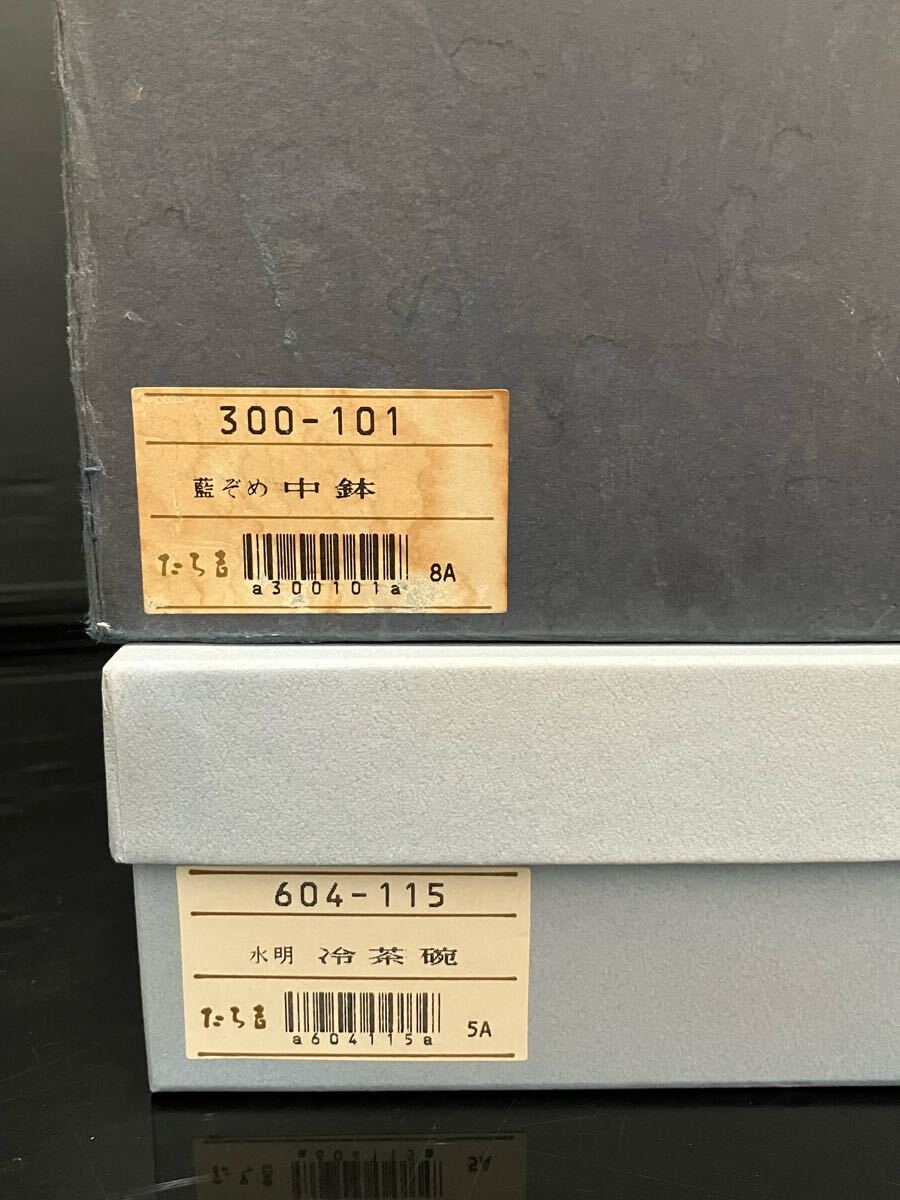 300-101
藍ぞめ 中鉢
たち吉 8A
a300101a
604-115
水明 冷茶碗
たち吉 5A
a604115a